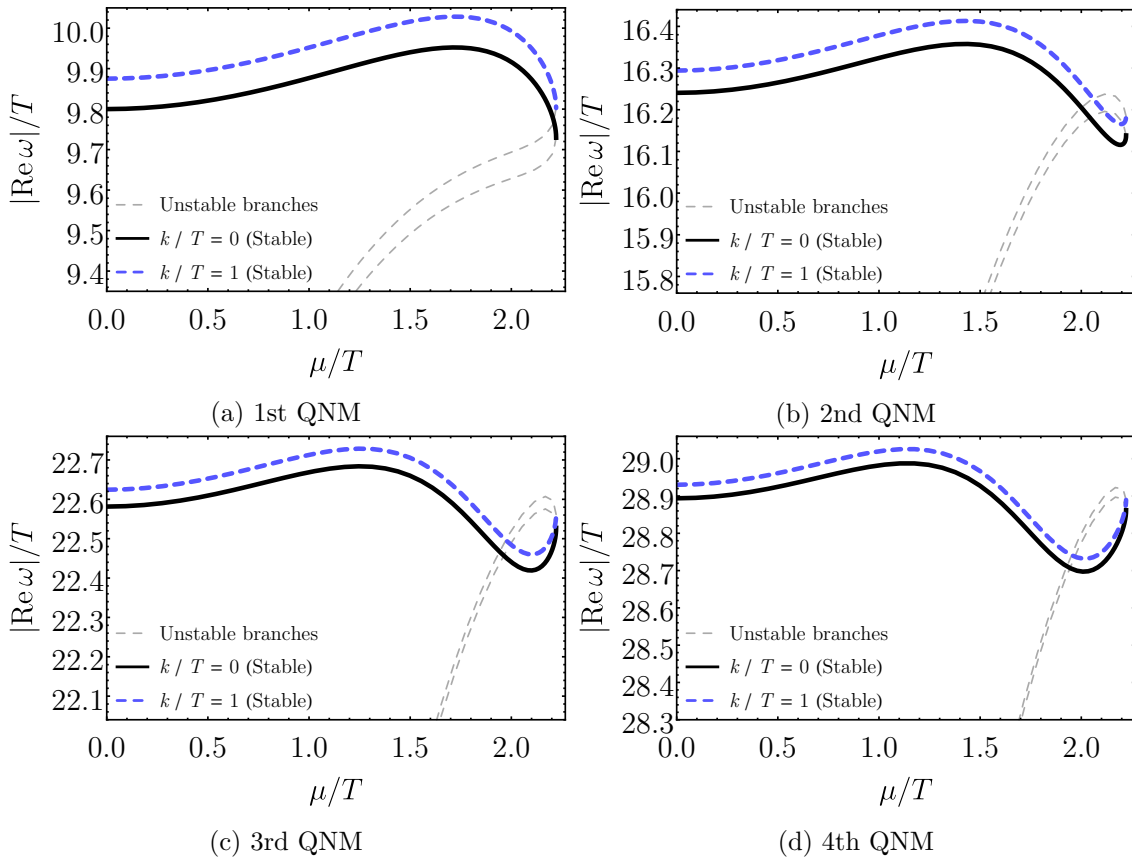 |Re ω|/T
10.0
9.9
9.8
9.7
9.6
9.5
9.4
Unstable branches
k / T = 0 (Stable)
k / T = 1 (Stable)
0.0 0.5 1.0 1.5 2.0
μ/T
(a) 1st QNM
|Re ω|/T
16.4
16.3
16.2
16.1
16.0
15.9
15.8
Unstable branches
k / T = 0 (Stable)
k / T = 1 (Stable)
0.0 0.5 1.0 1.5 2.0
μ/T
(b) 2nd QNM
|Re ω|/T
22.7
22.6
22.5
22.4
22.3
22.2
22.1
Unstable branches
k / T = 0 (Stable)
k / T = 1 (Stable)
0.0 0.5 1.0 1.5 2.0
μ/T
(c) 3rd QNM
|Re ω|/T
29.0
28.9
28.8
28.7
28.6
28.5
28.4
28.3
Unstable branches
k / T = 0 (Stable)
k / T = 1 (Stable)
0.0 0.5 1.0 1.5 2.0
μ/T
(d) 4th QNM